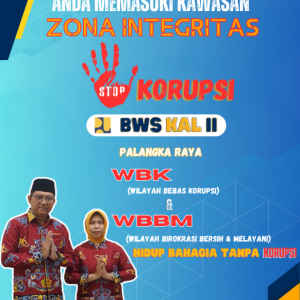 ANDA MEMASUKI KAWASAN
ZONA INTEGRITAS
STOP
KORUPSI
BWS KAL II
PALANGKA RAYA
WBK
(WILAYAH BEBAS KORUPSI)
&
WBBM
(WILAYAH BIROKRASI BERSIH & MELAYANI)
HIDUP BAHAGIA TANPA KORUPSI